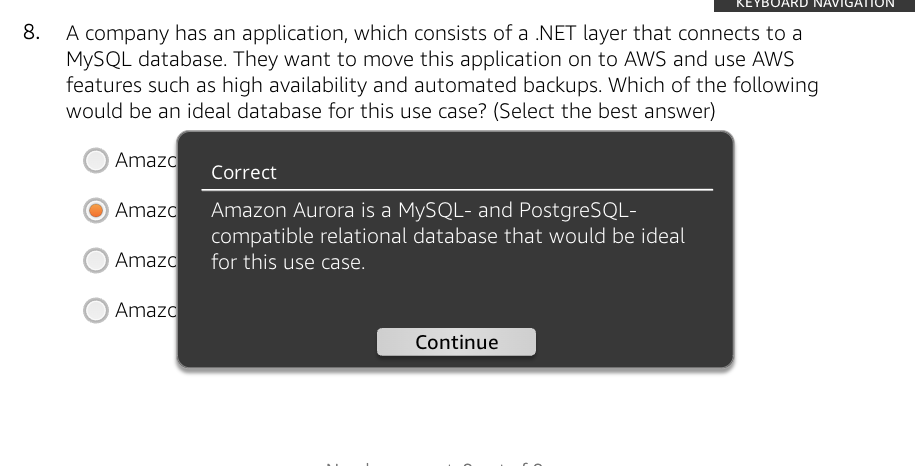 KEYBOARD NAVIGATION
8. A company has an application, which consists of a .NET layer that connects to a
MySQL database. They want to move this application on to AWS and use AWS
features such as high availability and automated backups. Which of the following
would be an ideal database for this use case? (Select the best answer)
Amazo
Amazo
Amazo
Amazo
Correct
Amazon Aurora is a MySQL- and PostgreSQL-
compatible relational database that would be ideal
for this use case.
Continue